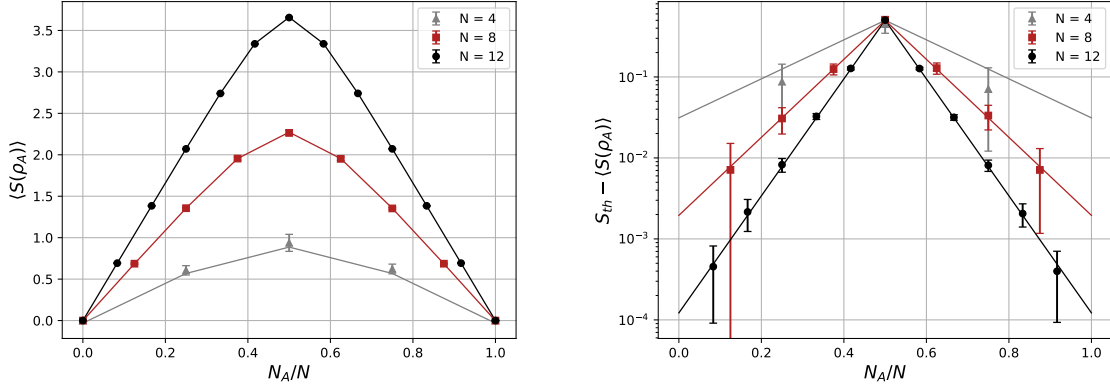 3.5
3.0
2.5
2.0
1.5
1.0
0.5
0.0
⟨S(ρ_A)⟩
0.0 0.2 0.4 0.6 0.8 1.0
N_A/N
N = 4
N = 8
N = 12
10⁻¹
10⁻²
10⁻³
10⁻⁴
S_th − ⟨S(ρ_A)⟩
0.0 0.2 0.4 0.6 0.8 1.0
N_A/N
N = 4
N = 8
N = 12